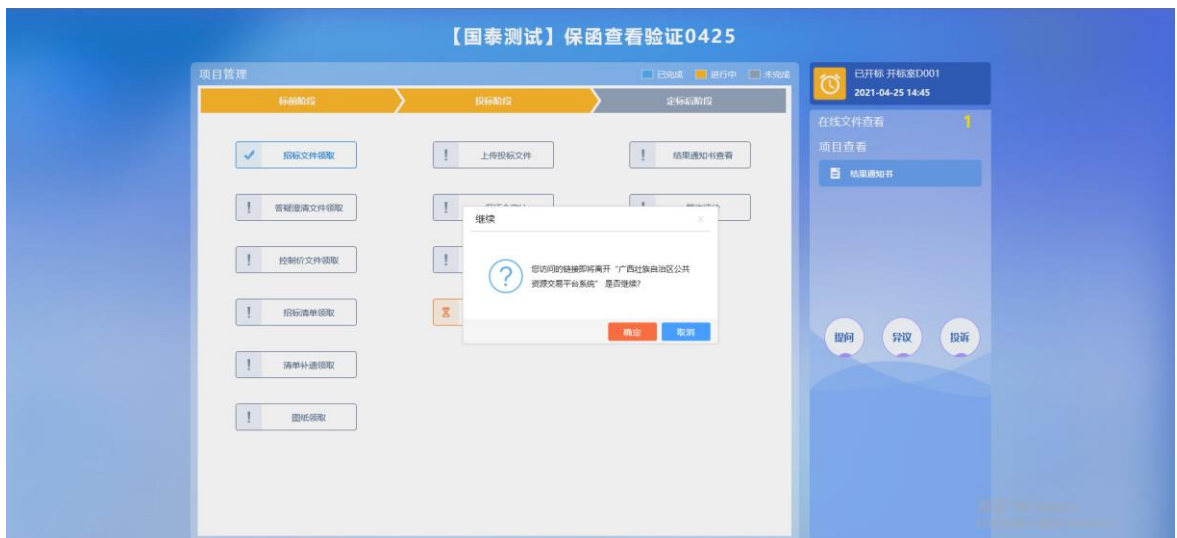 【国泰测试】保函查看验证0425
项目管理
已完成 进行中 未完成
标前阶段 投标阶段 定标后阶段
招标文件领取 上传投标文件 结果通知书查看
答疑澄清文件领取
控制价文件领取
招标清单领取
清单补遗领取
图纸领取
继续
您访问的链接即将离开“广西壮族自治区公共
资源交易平台系统” 是否继续?
确定 取消
已开标 开标室D001
2021-04-25 14:45
在线文件查看 1
项目查看
结果通知书
提问 异议 投诉